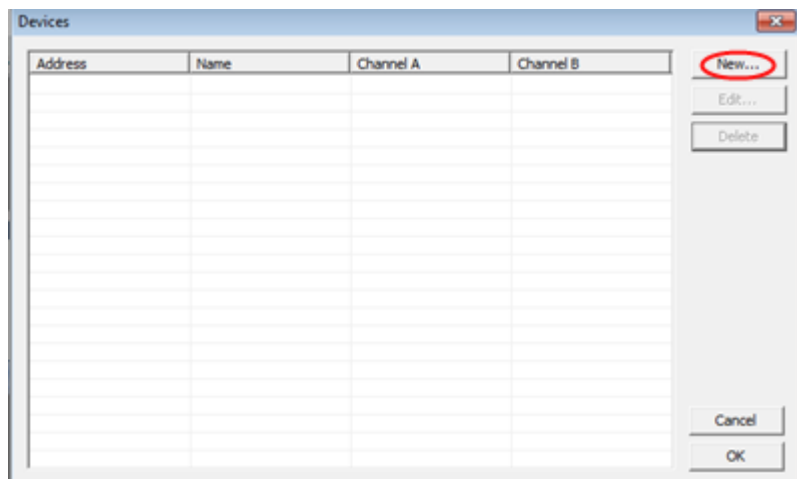 Devices
Address Name Channel A Channel B
New...
Edit...
Delete
Cancel
OK